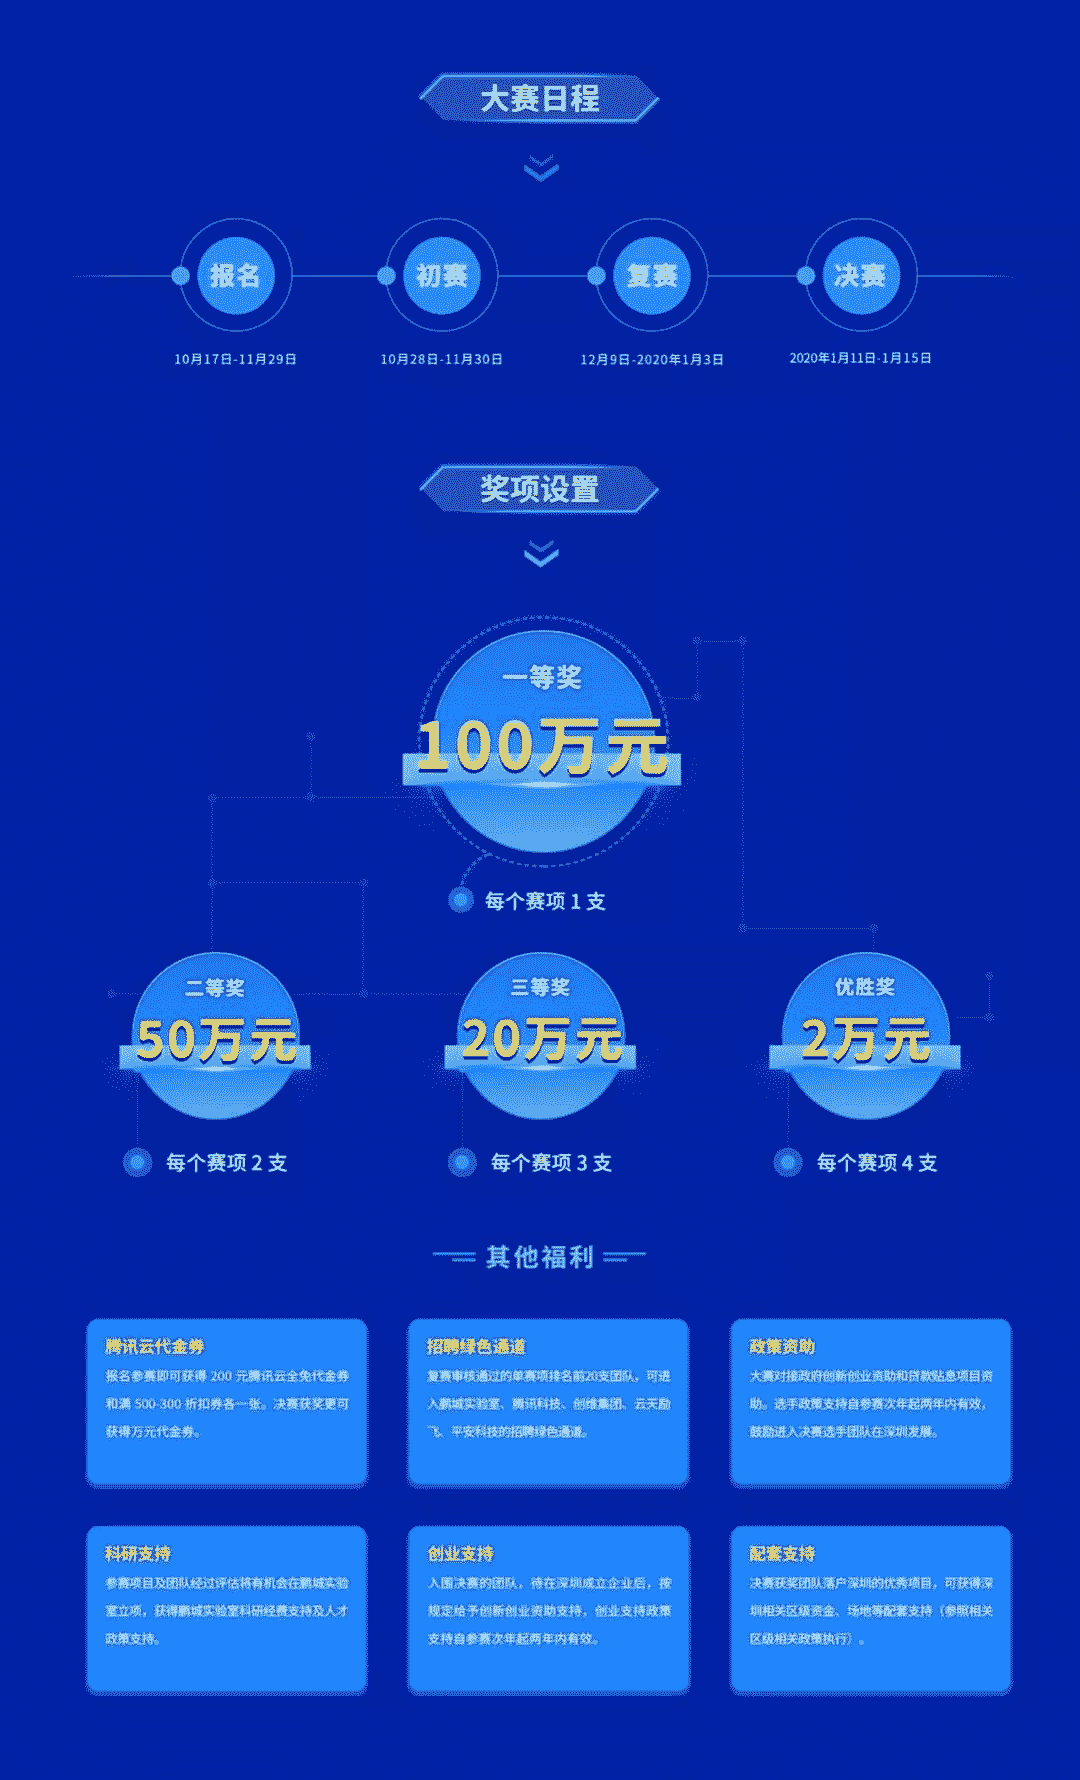 大赛日程
报名
初赛
复赛
决赛
10月17日-11月29日
10月28日-11月30日
12月9日-2020年1月3日
2020年1月11日-1月15日
奖项设置
一等奖
100万元
每个赛项 1 支
二等奖
50万元
每个赛项 2 支
三等奖
20万元
每个赛项 3 支
优胜奖
2万元
每个赛项 4 支
其他福利
腾讯云代金券
报名参赛即可获得 200 元腾讯云全免代金券
和满 500-300 折扣券各一张。决赛获奖更可
获得万元代金券。
招聘绿色通道
复赛审核通过的单赛项排名前20支团队，可进
入鹏城实验室、腾讯科技、创维集团、云天励
飞、平安科技的招聘绿色通道。
政策资助
大赛对接政府创新创业资助和贷款贴息项目资
助。选手政策支持自参赛次年起两年内有效，
鼓励进入决赛选手团队在深圳发展。
科研支持
参赛项目及团队经过评估将有机会在鹏城实验
室立项，获得鹏城实验室科研经费支持及人才
政策支持。
创业支持
入围决赛的团队，待在深圳成立企业后，按
规定给予创新创业资助支持，创业支持政策
支持自参赛次年起两年内有效。
配套支持
决赛获奖团队落户深圳的优秀项目，可获得深
圳相关区级资金、场地等配套支持（参照相关
区级相关政策执行）。